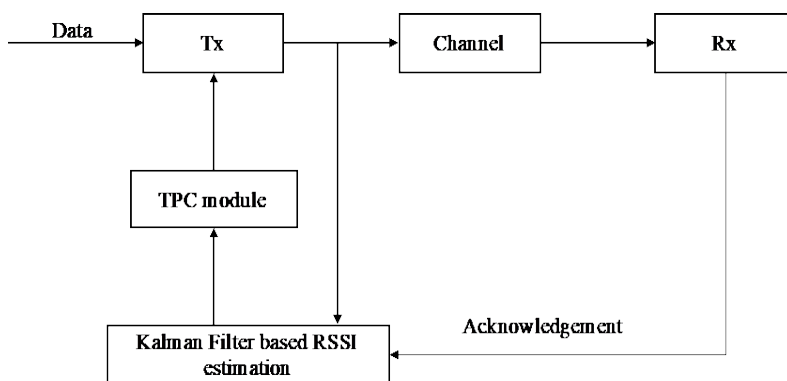 Data
Tx
Channel
Rx
TPC module
Acknowledgement
Kalman Filter based RSSI
estimation